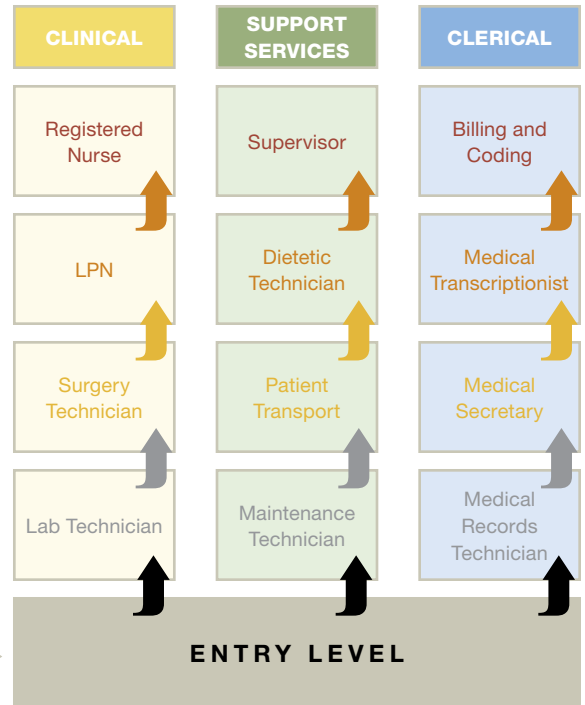 CLINICAL
SUPPORT
SERVICES
CLERICAL
Registered
Nurse
Supervisor
Billing and
Coding
LPN
Dietetic
Technician
Medical
Transcriptionist
Surgery
Technician
Patient
Transport
Medical
Secretary
Lab Technician
Maintenance
Technician
Medical
Records
Technician
ENTRY LEVEL